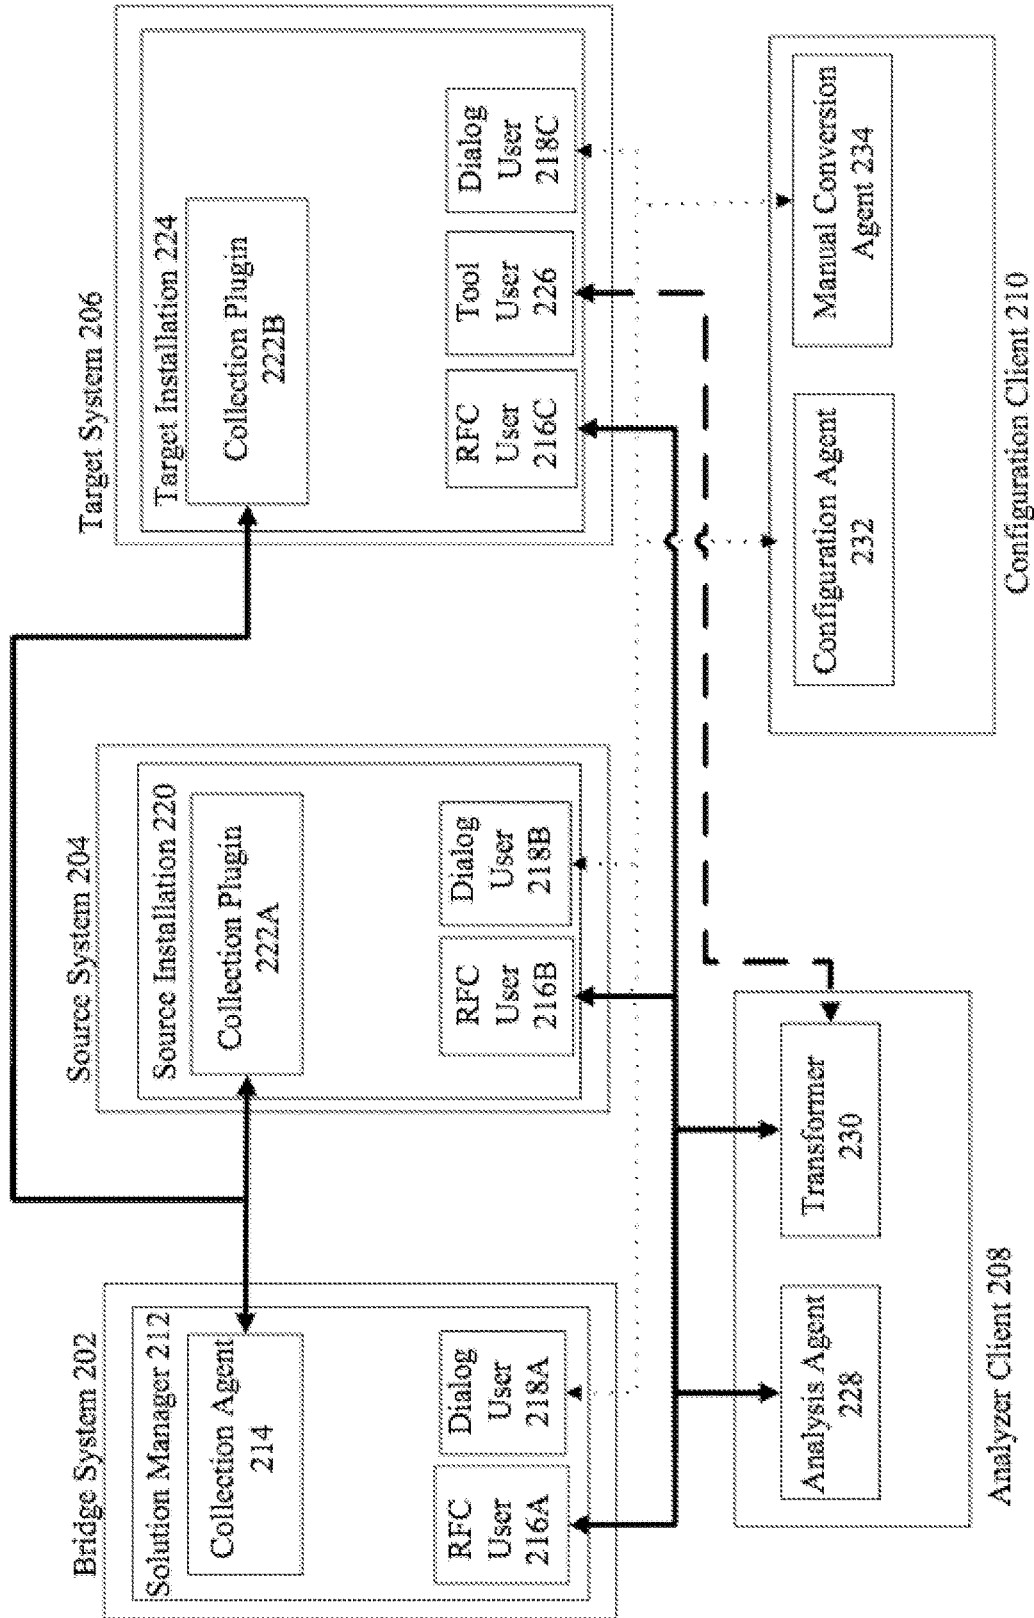 Bridge System 202
Solution Manager 212
Collection Agent
214
RFC
User
216A
Dialog
User
218A
Source System 204
Source Installation 220
Collection Plugin
222A
RFC
User
216B
Dialog
User
218B
Target System 206
Target Installation 224
Collection Plugin
222B
RFC
User
216C
Tool
User
226
Dialog
User
218C
Analysis Agent
228
Transformer
230
Analyzer Client 208
Configuration Agent
232
Manual Conversion
Agent 234
Configuration Client 210